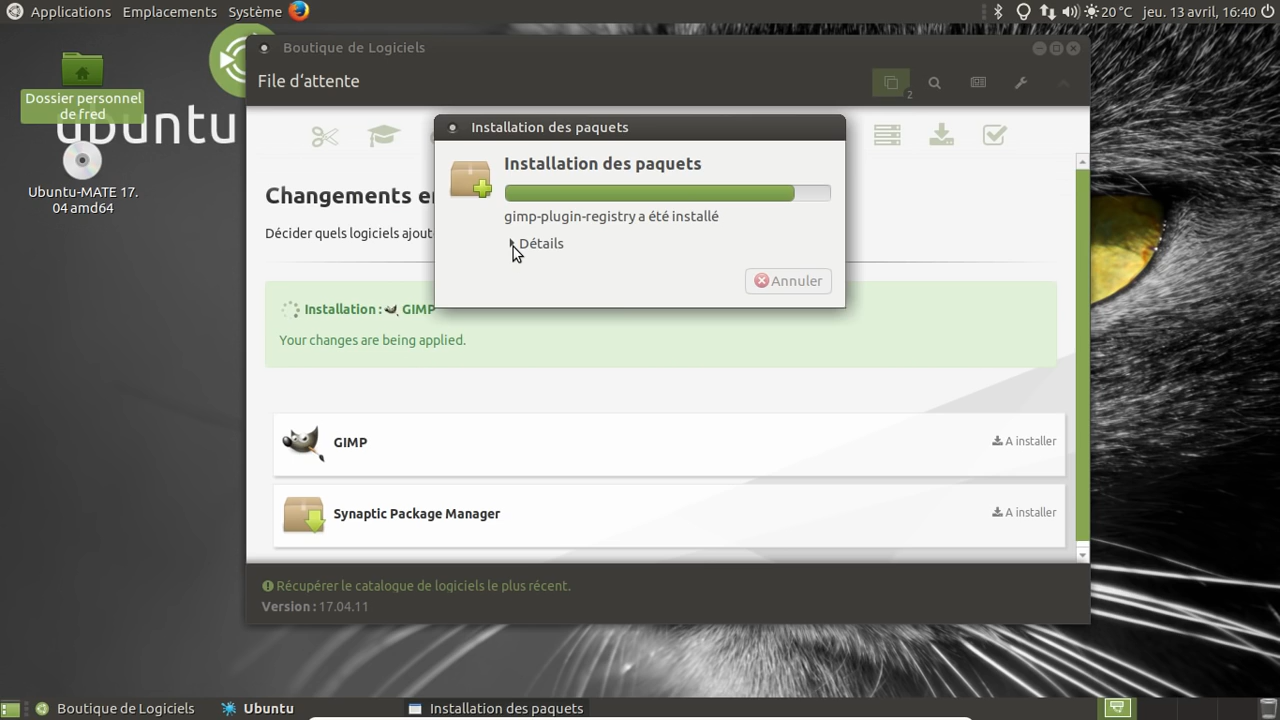 Applications Emplacements Système
20 °C jeu. 13 avril, 16:40
Boutique de Logiciels
File d'attente
2
Dossier personnel
de fred
ubuntu
Ubuntu-MATE 17.
04 amd64
Installation des paquets
Installation des paquets
gimp-plugin-registry a été installé
Détails
Annuler
Changements e
Décider quels logiciels ajout
Installation : GIMP
Your changes are being applied.
GIMP
A installer
Synaptic Package Manager
A installer
Récupérer le catalogue de logiciels le plus récent.
Version : 17.04.11
Boutique de Logiciels
Ubuntu
Installation des paquets